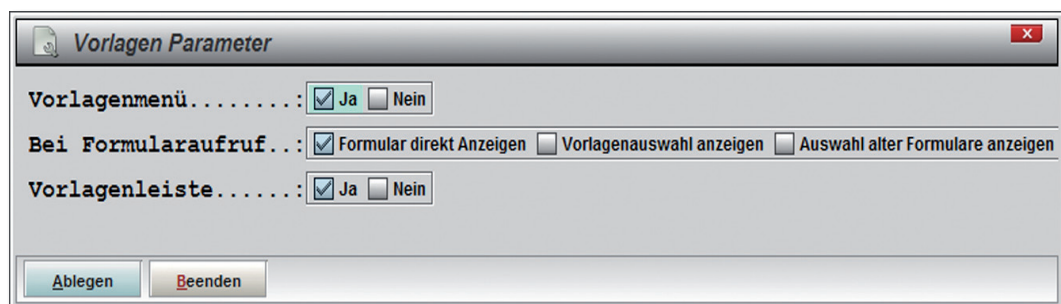 Vorlagen Parameter
Vorlagenmenü........: Ja Nein
Bei Formularaufruf..: Formular direkt Anzeigen Vorlagenauswahl anzeigen Auswahl alter Formulare anzeigen
Vorlagenleiste......: Ja Nein
Ablegen Beenden